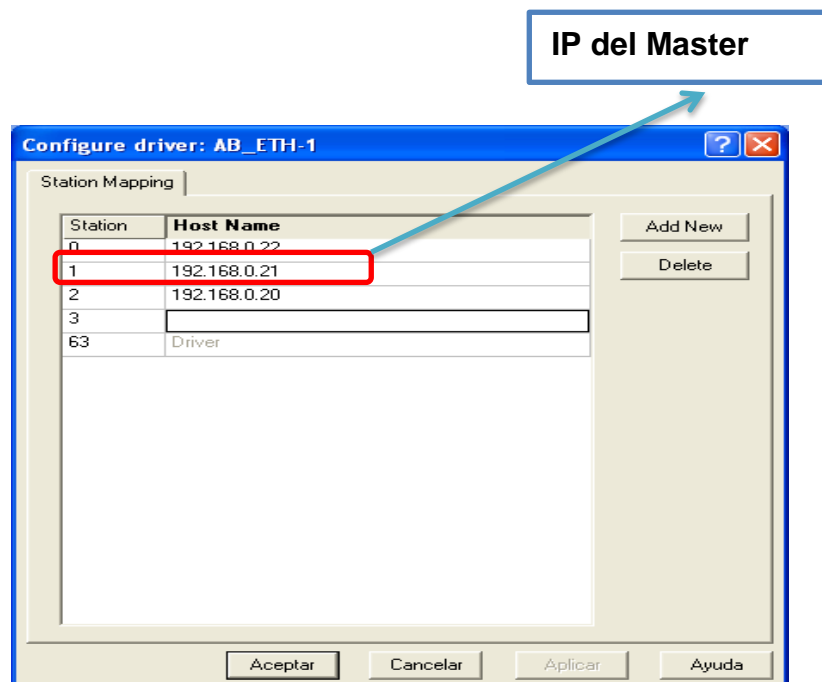 IP del Master
Configure driver: AB_ETH-1
Station Mapping
Station Host Name
0 192.168.0.22
1 192.168.0.21
2 192.168.0.20
3
63 Driver
Add New
Delete
Aceptar Cancelar Aplicar Ayuda